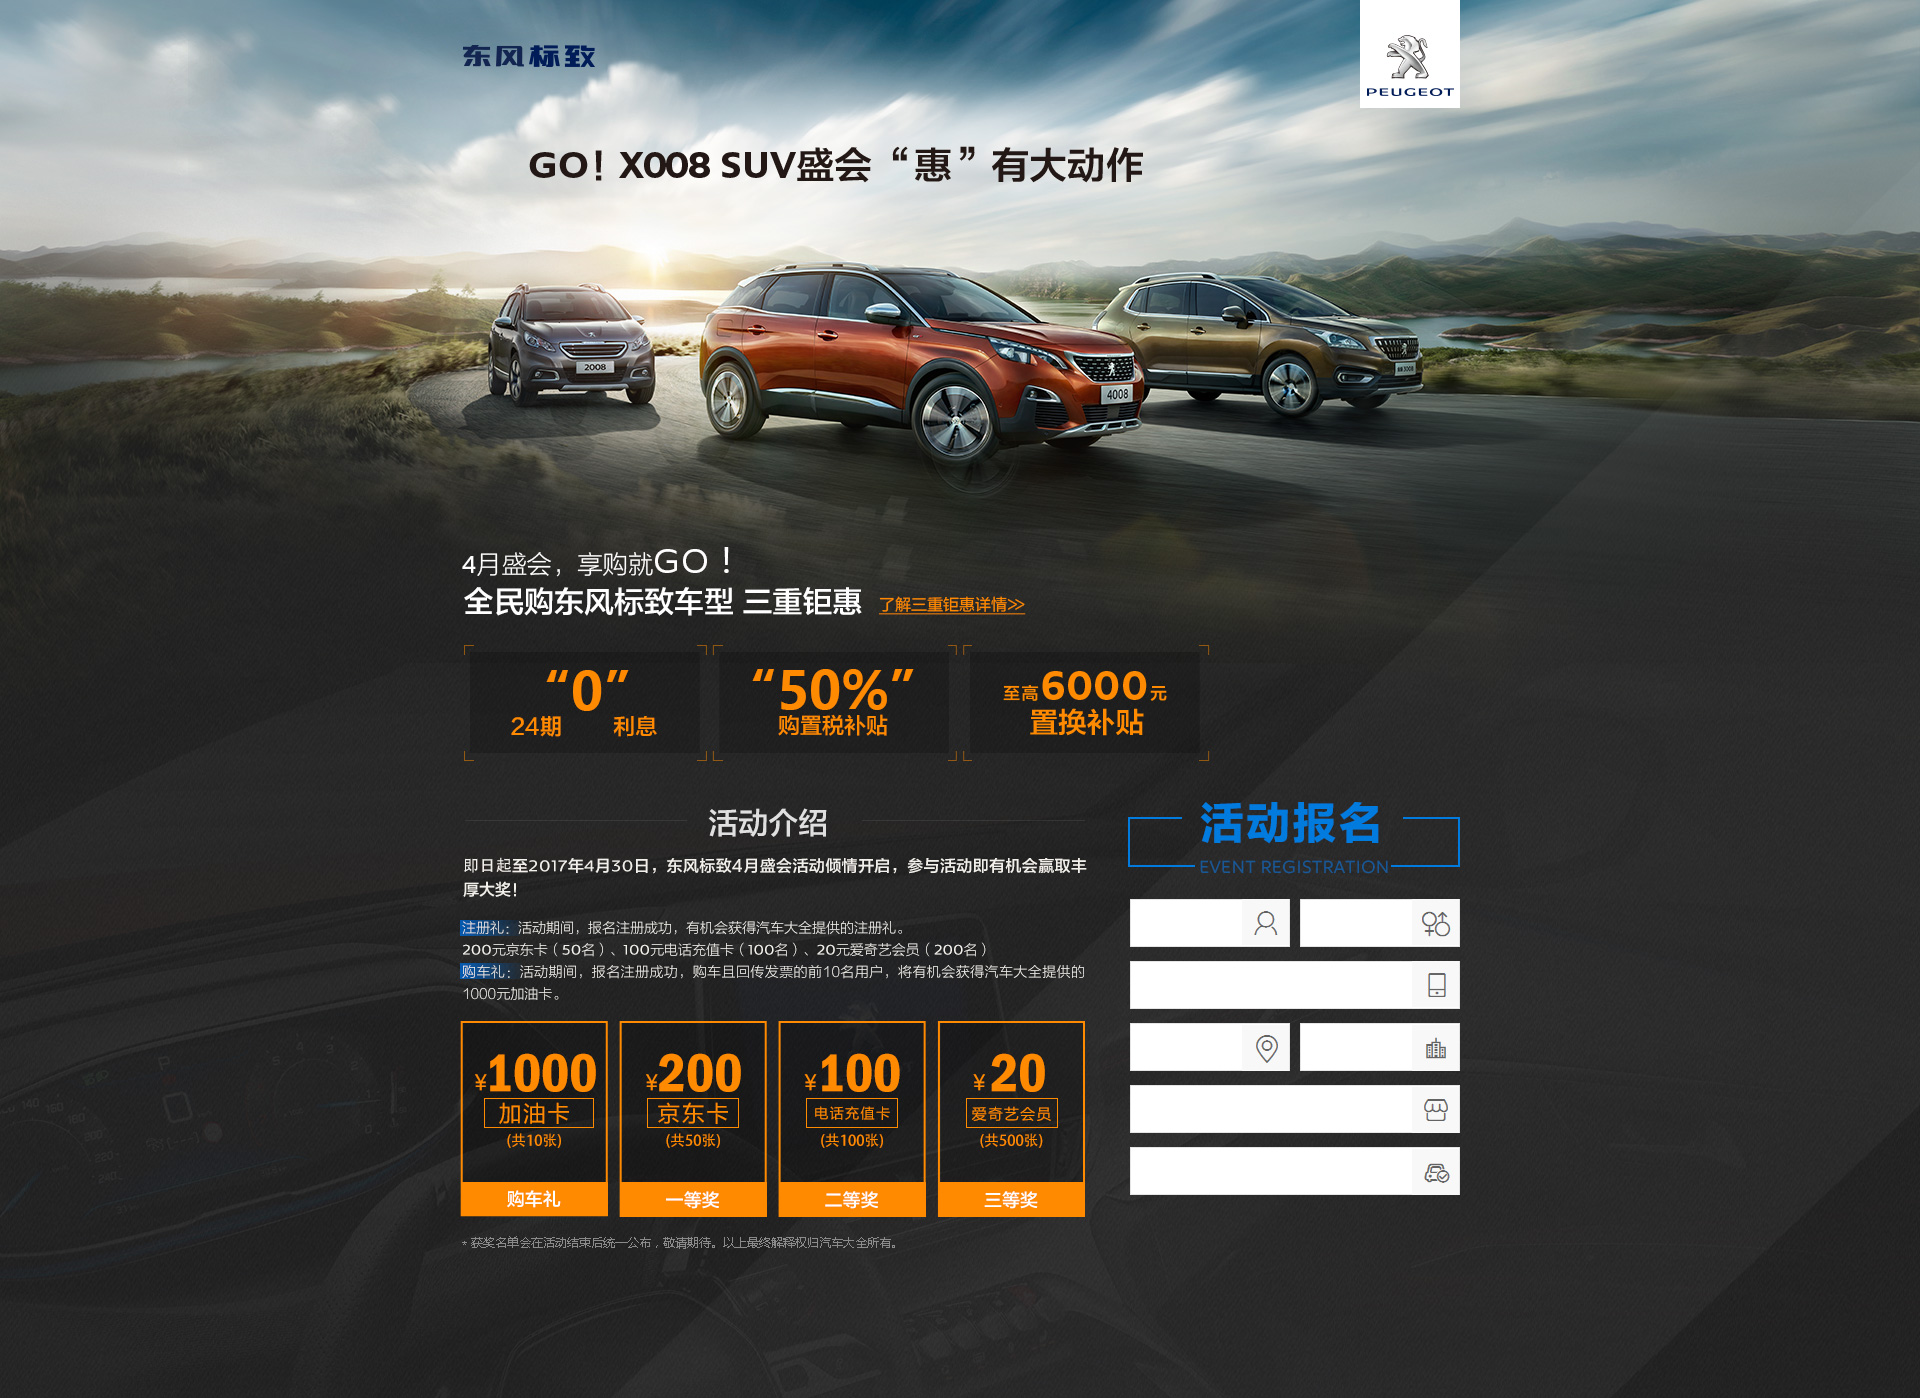 东风标致
PEUGEOT
GO！X008 SUV盛会“惠”有大动作
2008
4008
4月盛会，享购就GO！
全民购东风标致车型 三重钜惠 了解三重钜惠详情>>
24期“0”利息
“50%”
购置税补贴
至高6000元
置换补贴
活动介绍
即日起至2017年4月30日，东风标致4月盛会活动倾情开启，参与活动即有机会赢取丰
厚大奖！
注册礼：活动期间，报名注册成功，有机会获得汽车大全提供的注册礼。
200元京东卡（50名）、100元电话充值卡（100名）、20元爱奇艺会员（200名）
购车礼：活动期间，报名注册成功，购车且回传发票的前10名用户，将有机会获得汽车大全提供的
1000元加油卡。
¥1000
加油卡
(共10张)
购车礼
¥200
京东卡
(共50张)
一等奖
¥100
电话充值卡
(共100张)
二等奖
¥20
爱奇艺会员
(共500张)
三等奖
* 获奖名单会在活动结束后统一公布，敬请期待。以上最终解释权归汽车大全所有。
活动报名
EVENT REGISTRATION